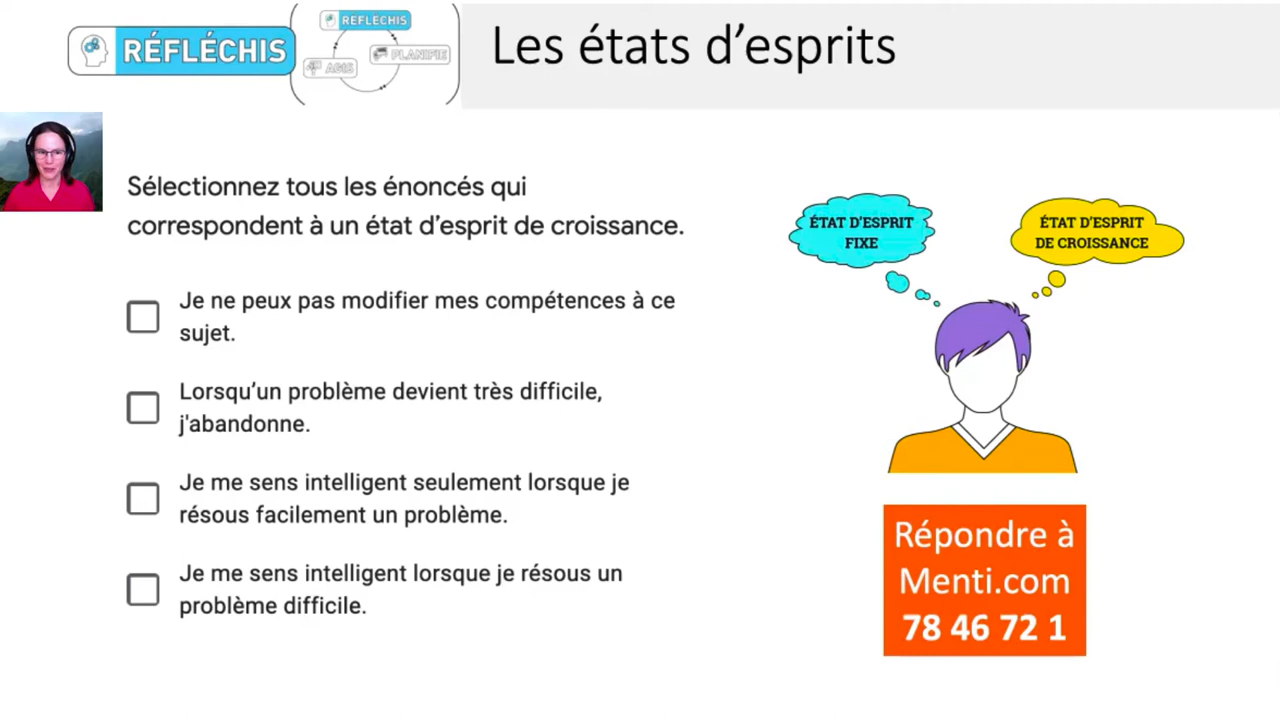 RÉFLÉCHIS
REFLECHIS
PLANIFIE
AGIS
Les états d’esprits
Sélectionnez tous les énoncés qui
correspondent à un état d’esprit de croissance.
Je ne peux pas modifier mes compétences à ce
sujet.
Lorsqu’un problème devient très difficile,
j'abandonne.
Je me sens intelligent seulement lorsque je
résous facilement un problème.
Je me sens intelligent lorsque je résous un
problème difficile.
ÉTAT D’ESPRIT
FIXE
ÉTAT D’ESPRIT
DE CROISSANCE
Répondre à
Menti.com
78 46 72 1